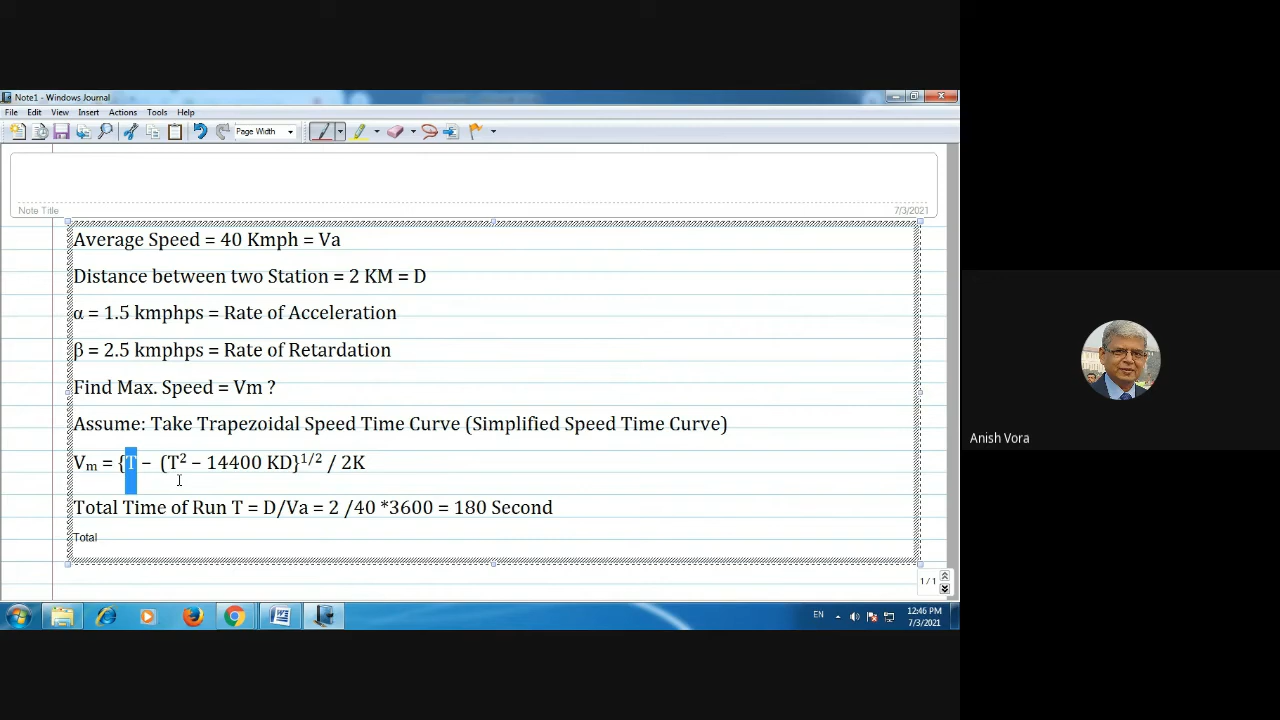 Note1 - Windows Journal
File Edit View Insert Actions Tools Help
Page Width
Note Title
7/3/2021
Average Speed = 40 Kmph = Va
Distance between two Station = 2 KM = D
α = 1.5 kmphps = Rate of Acceleration
β = 2.5 kmphps = Rate of Retardation
Find Max. Speed = Vm ?
Assume: Take Trapezoidal Speed Time Curve (Simplified Speed Time Curve)
Vₘ = {T – (T² – 14400 KD}¹/² / 2K
Total Time of Run T = D/Va = 2 /40 *3600 = 180 Second
Total
1 / 1
Anish Vora
EN
12:46 PM
7/3/2021